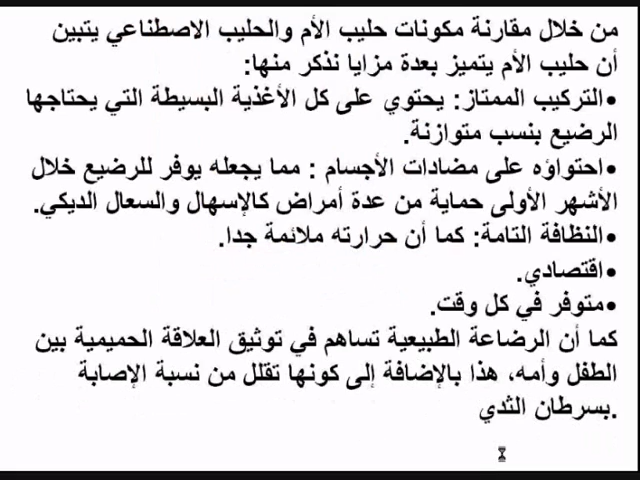 من خلال مقارنة مكونات حليب الأم والحليب الاصطناعي يتبين
أن حليب الأم يتميز بعدة مزايا نذكر منها:
•التركيب الممتاز: يحتوي على كل الأغذية البسيطة التي يحتاجها
الرضيع بنسب متوازنة.
•احتواؤه على مضادات الأجسام : مما يجعله يوفر للرضيع خلال
الأشهر الأولى حماية من عدة أمراض كالإسهال والسعال الديكي.
•النظافة التامة: كما أن حرارته ملائمة جدا.
•اقتصادي.
•متوفر في كل وقت.
كما أن الرضاعة الطبيعية تساهم في توثيق العلاقة الحميمية بين
الطفل وأمه، هذا بالإضافة إلى كونها تقلل من نسبة الإصابة
.بسرطان الثدي